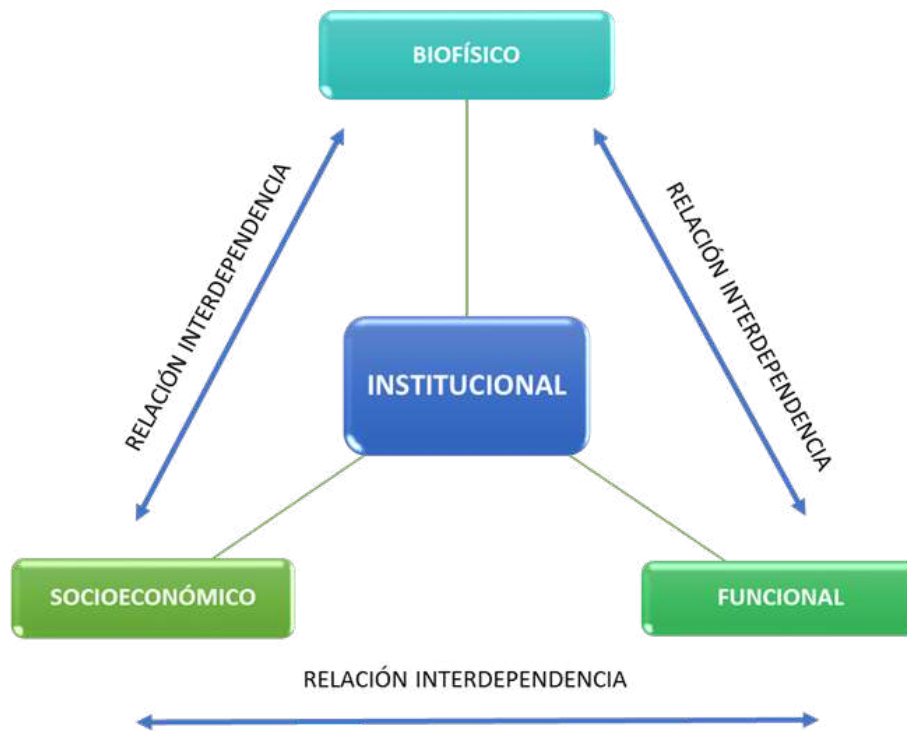 BIOFÍSICO
RELACIÓN INTERDEPENDENCIA
RELACIÓN INTERDEPENDENCIA
INSTITUCIONAL
SOCIOECONÓMICO
FUNCIONAL
RELACIÓN INTERDEPENDENCIA